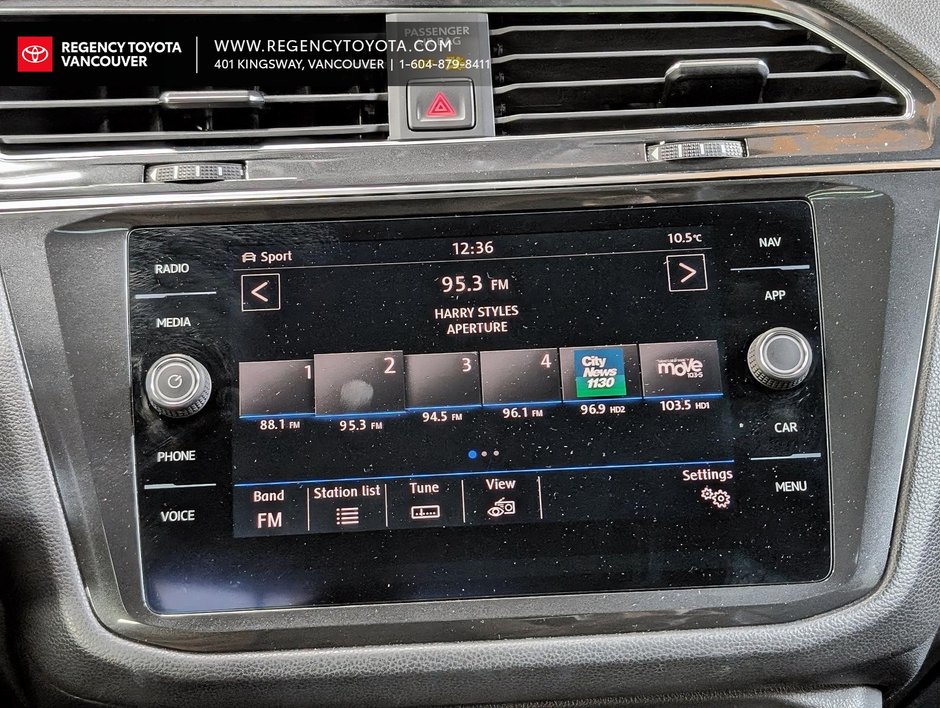 REGENCY TOYOTA
VANCOUVER
WWW.REGENCYTOYOTA.COM
401 KINGSWAY, VANCOUVER | 1-604-879-8411
PASSENGER
AIRBAG
RADIO
MEDIA
PHONE
VOICE
Sport
12:36
10.5°C
<
95.3 FM
>
HARRY STYLES
APERTURE
1
2
3
4
City
News
1130
move
103.5
88.1 FM
95.3 FM
94.5 FM
96.1 FM
96.9 HD2
103.5 HD1
Band
FM
Station list
Tune
View
Settings
NAV
APP
CAR
MENU